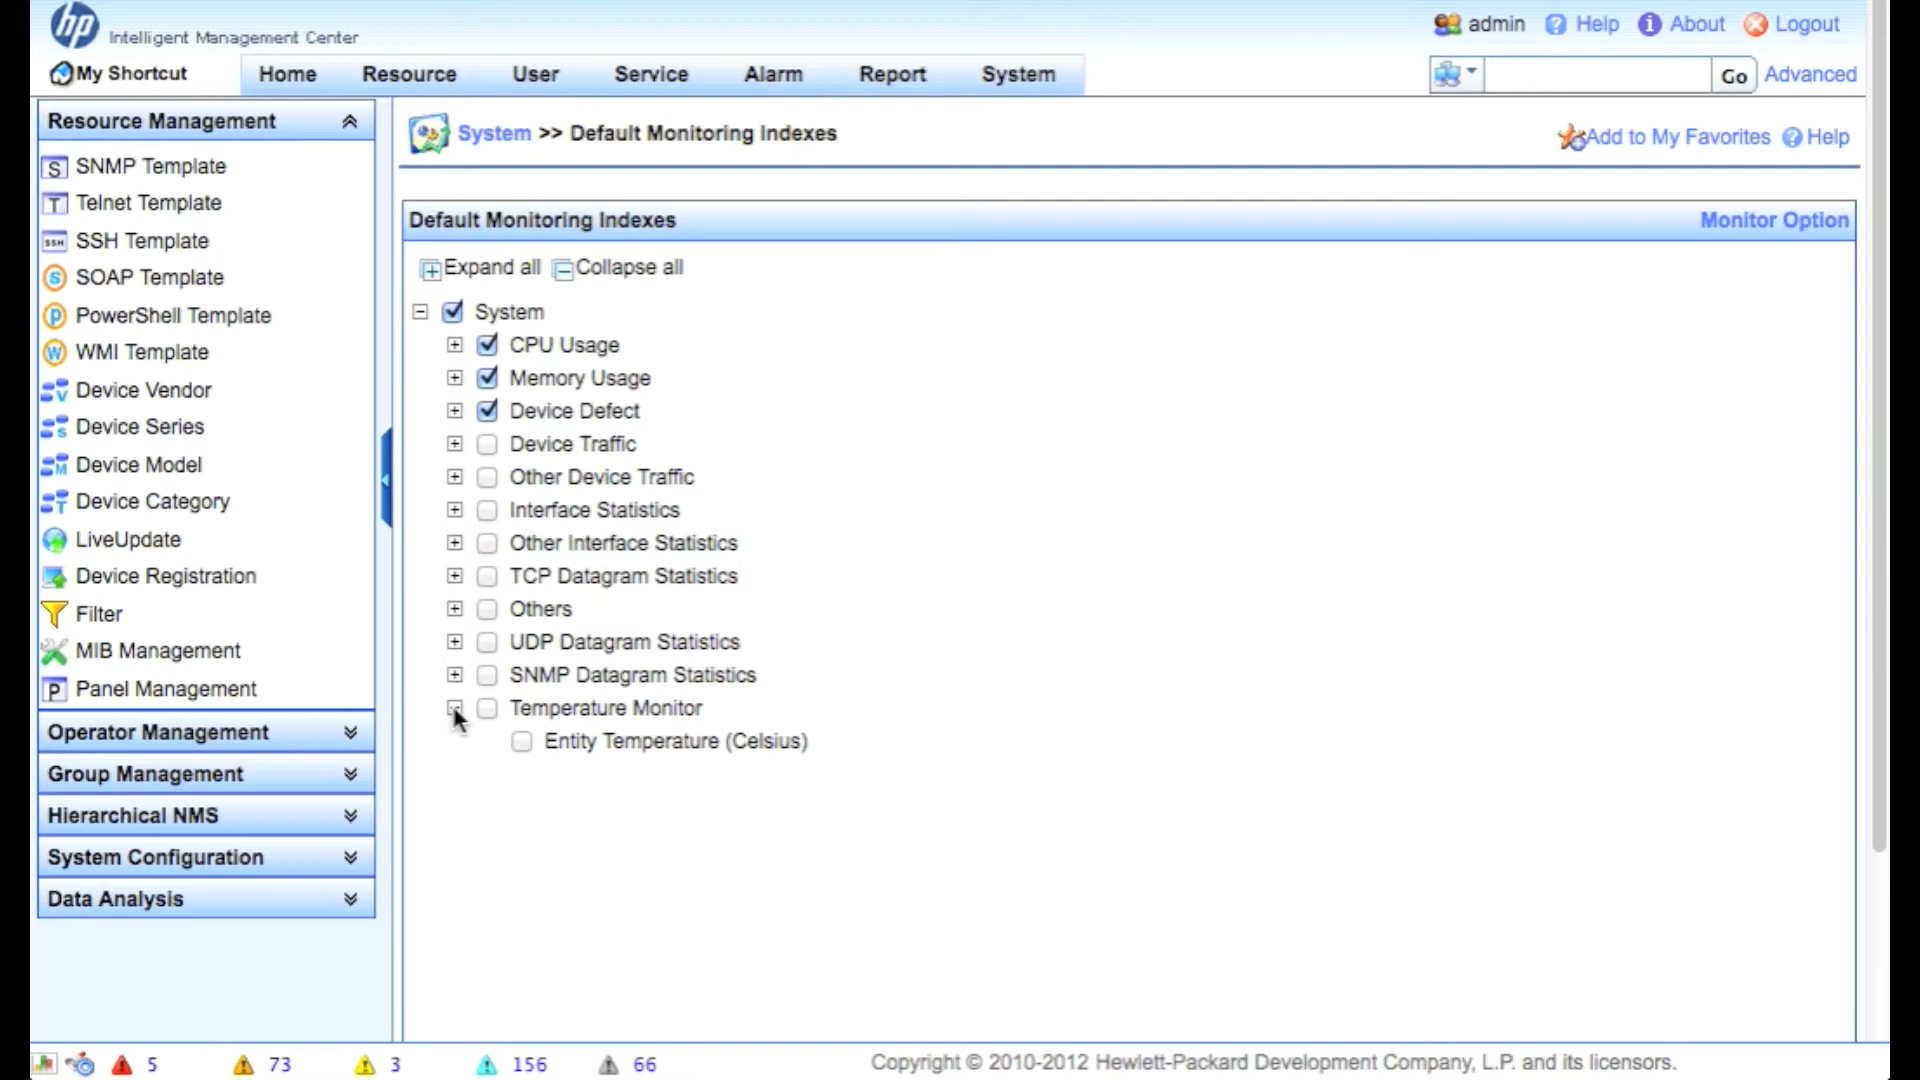 hp
Intelligent Management Center
admin Help About Logout
My Shortcut Home Resource User Service Alarm Report System Go Advanced
Resource Management
SNMP Template
Telnet Template
SSH Template
SOAP Template
PowerShell Template
WMI Template
Device Vendor
Device Series
Device Model
Device Category
LiveUpdate
Device Registration
Filter
MIB Management
Panel Management
Operator Management
Group Management
Hierarchical NMS
System Configuration
Data Analysis
System >> Default Monitoring Indexes
Add to My Favorites Help
Default Monitoring Indexes Monitor Option
Expand all Collapse all
System
CPU Usage
Memory Usage
Device Defect
Device Traffic
Other Device Traffic
Interface Statistics
Other Interface Statistics
TCP Datagram Statistics
Others
UDP Datagram Statistics
SNMP Datagram Statistics
Temperature Monitor
Entity Temperature (Celsius)
5 73 3 156 66
Copyright © 2010-2012 Hewlett-Packard Development Company, L.P. and its licensors.